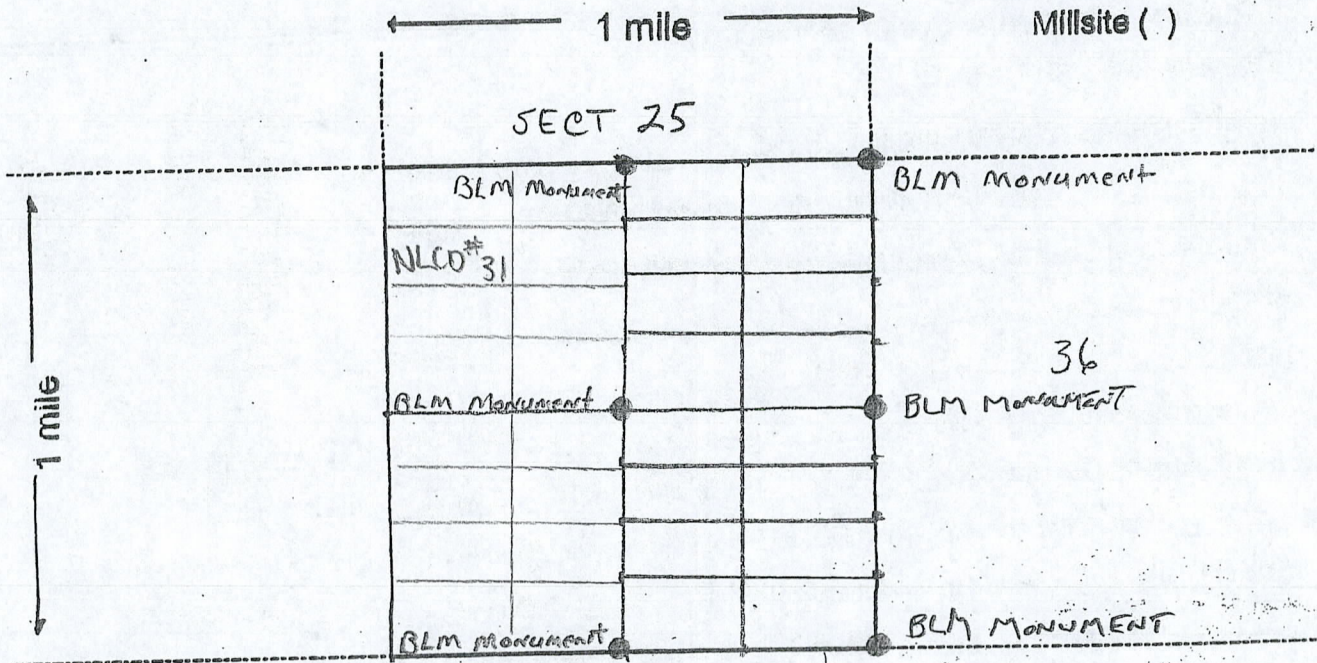 1 mile
Millsite ( )
SECT 25
BLM Monument
BLM Monument
NLCO #31
1 mile
36
BLM Monument
BLM MONUMENT
BLM Monument
BLM MONUMENT